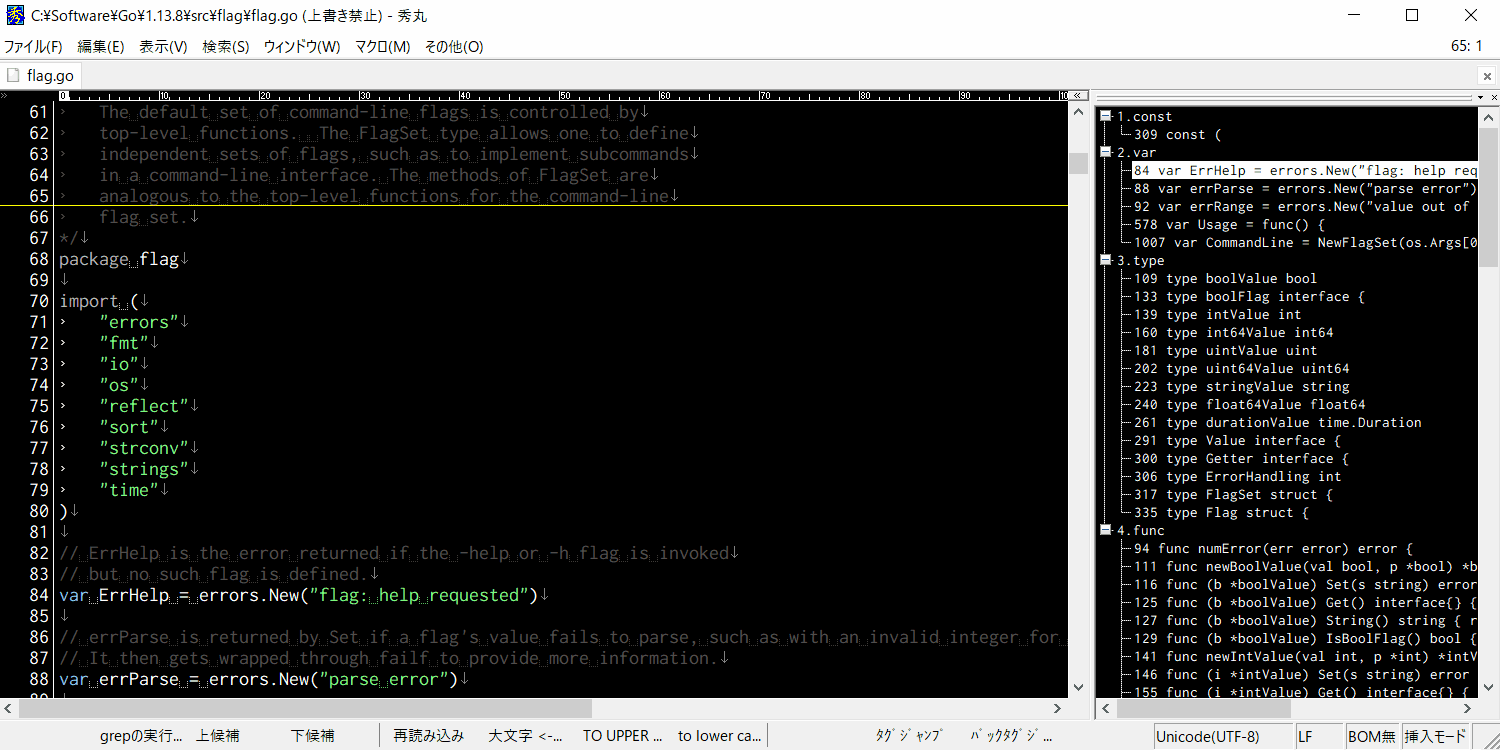 C:¥Software¥Go¥1.13.8¥src¥flag¥flag.go (上書き禁止) - 秀丸
ファイル(F) 編集(E) 表示(V) 検索(S) ウィンドウ(W) マクロ(M) その他(O) 65: 1
flag.go
0 10 20 30 40 50 60 70 80 90 10
61 The default set of command-line flags is controlled by↓
62 top-level functions.  The FlagSet type allows one to define↓
63 independent sets of flags, such as to implement subcommands↓
64 in a command-line interface. The methods of FlagSet are↓
65 analogous to the top-level functions for the command-line↓
66 flag set.↓
67 */↓
68 package flag↓
69 ↓
70 import (↓
71 "errors"↓
72 "fmt"↓
73 "io"↓
74 "os"↓
75 "reflect"↓
76 "sort"↓
77 "strconv"↓
78 "strings"↓
79 "time"↓
80 )↓
81 ↓
82 // ErrHelp is the error returned if the -help or -h flag is invoked↓
83 // but no such flag is defined.↓
84 var ErrHelp = errors.New("flag: help requested")↓
85 ↓
86 // errParse is returned by Set if a flag's value fails to parse, such as with an invalid integer for
87 // It then gets wrapped through failf to provide more information.↓
88 var errParse = errors.New("parse error")↓
1.const
309 const (
2.var
84 var ErrHelp = errors.New("flag: help req
88 var errParse = errors.New("parse error")
92 var errRange = errors.New("value out of
578 var Usage = func() {
1007 var CommandLine = NewFlagSet(os.Args[0
3.type
109 type boolValue bool
133 type boolFlag interface {
139 type intValue int
160 type int64Value int64
181 type uintValue uint
202 type uint64Value uint64
223 type stringValue string
240 type float64Value float64
261 type durationValue time.Duration
291 type Value interface {
300 type Getter interface {
306 type ErrorHandling int
317 type FlagSet struct {
335 type Flag struct {
4.func
94 func numError(err error) error {
111 func newBoolValue(val bool, p *bool) *b
116 func (b *boolValue) Set(s string) error
125 func (b *boolValue) Get() interface{} {
127 func (b *boolValue) String() string { r
129 func (b *boolValue) IsBoolFlag() bool {
141 func newIntValue(val int, p *int) *intV
146 func (i *intValue) Set(s string) error
155 func (i *intValue) Get() interface{} {
grepの実行... 上候補 下候補 再読み込み 大文字 <-... TO UPPER ... to lower ca... ﾀｸﾞｼﾞｬﾝﾌﾟ ﾊﾞｯｸﾀｸﾞｼﾞ... Unicode(UTF-8) LF BOM無 挿入モード